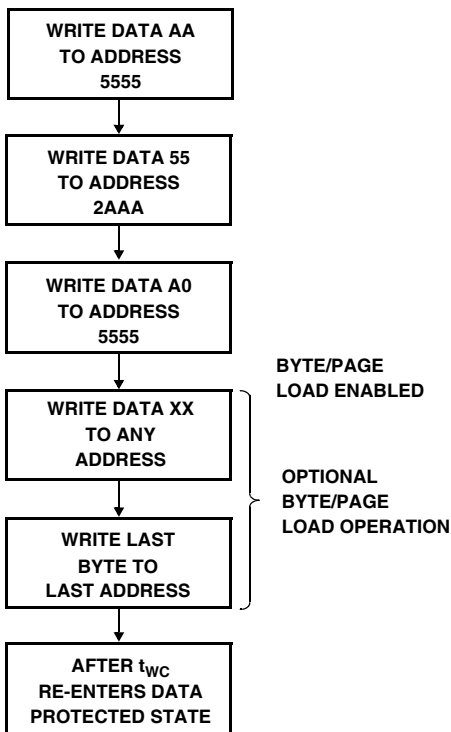 WRITE DATA AA
TO ADDRESS
5555
WRITE DATA 55
TO ADDRESS
2AAA
WRITE DATA A0
TO ADDRESS
5555
BYTE/PAGE
LOAD ENABLED
WRITE DATA XX
TO ANY
ADDRESS
OPTIONAL
BYTE/PAGE
LOAD OPERATION
WRITE LAST
BYTE TO
LAST ADDRESS
AFTER tWC
RE-ENTERS DATA
PROTECTED STATE